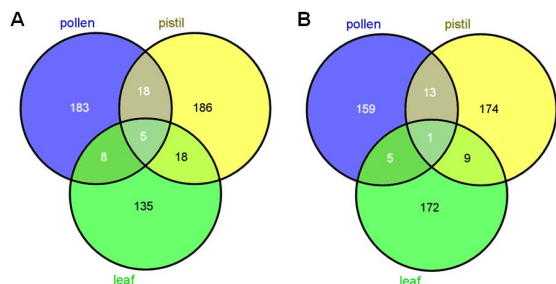 A
pollen pistil
183 18 186
5
8 18
135
leaf
B
pollen pistil
159 13 174
1
5 9
172
leaf